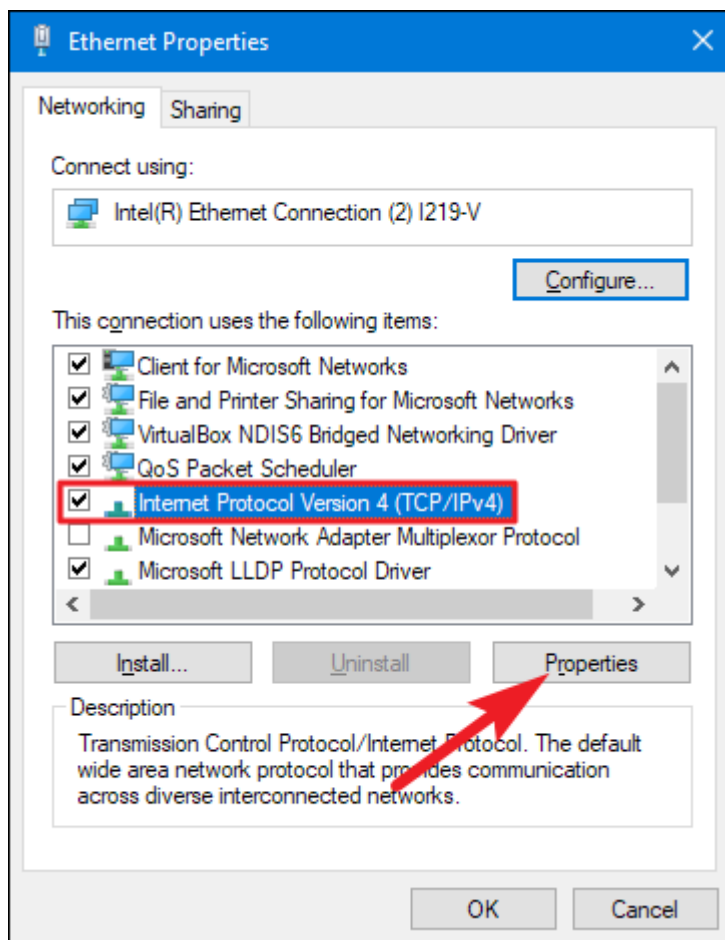 Ethernet Properties
Networking
Sharing
Connect using:
Intel(R) Ethernet Connection (2) I219-V
Configure...
This connection uses the following items:
Client for Microsoft Networks
File and Printer Sharing for Microsoft Networks
VirtualBox NDIS6 Bridged Networking Driver
QoS Packet Scheduler
Internet Protocol Version 4 (TCP/IPv4)
Microsoft Network Adapter Multiplexor Protocol
Microsoft LLDP Protocol Driver
Install...
Uninstall
Properties
Description
Transmission Control Protocol/Internet Protocol. The default
wide area network protocol that provides communication
across diverse interconnected networks.
OK
Cancel